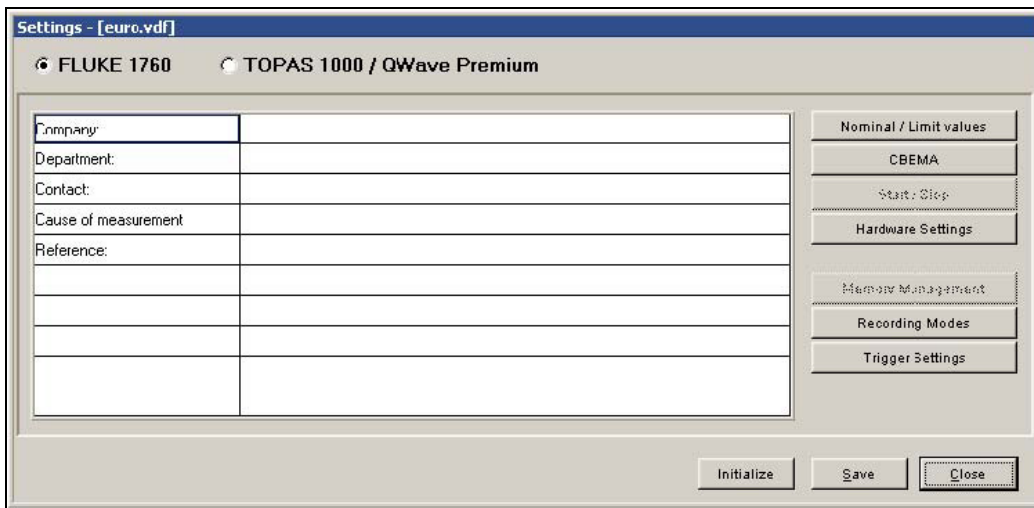 Settings - [euro.vdf]
FLUKE 1760 TOPAS 1000 / QWave Premium
Company:
Department:
Contact:
Cause of measurement
Reference:
Nominal / Limit values
CBEMA
Start / Stop
Hardware Settings
Memory Management
Recording Modes
Trigger Settings
Initialize Save Close